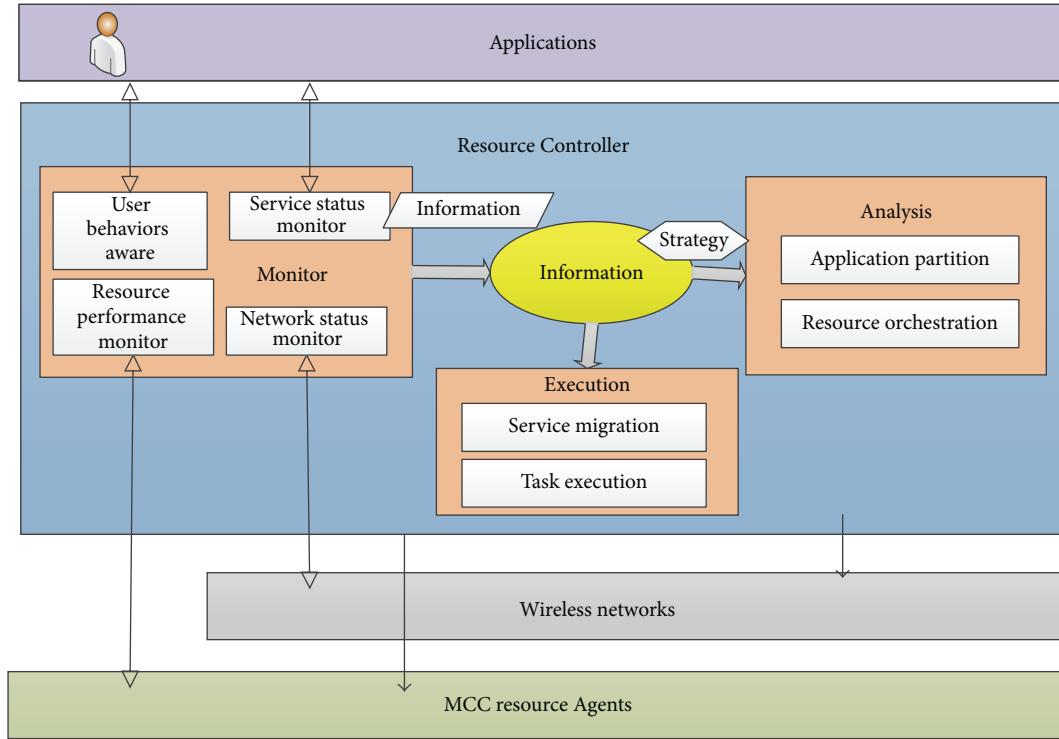 Applications
Resource Controller
User
behaviors
aware
Service status
monitor
Information
Monitor
Resource
performance
monitor
Network status
monitor
Information
Strategy
Analysis
Application partition
Resource orchestration
Execution
Service migration
Task execution
Wireless networks
MCC resource Agents